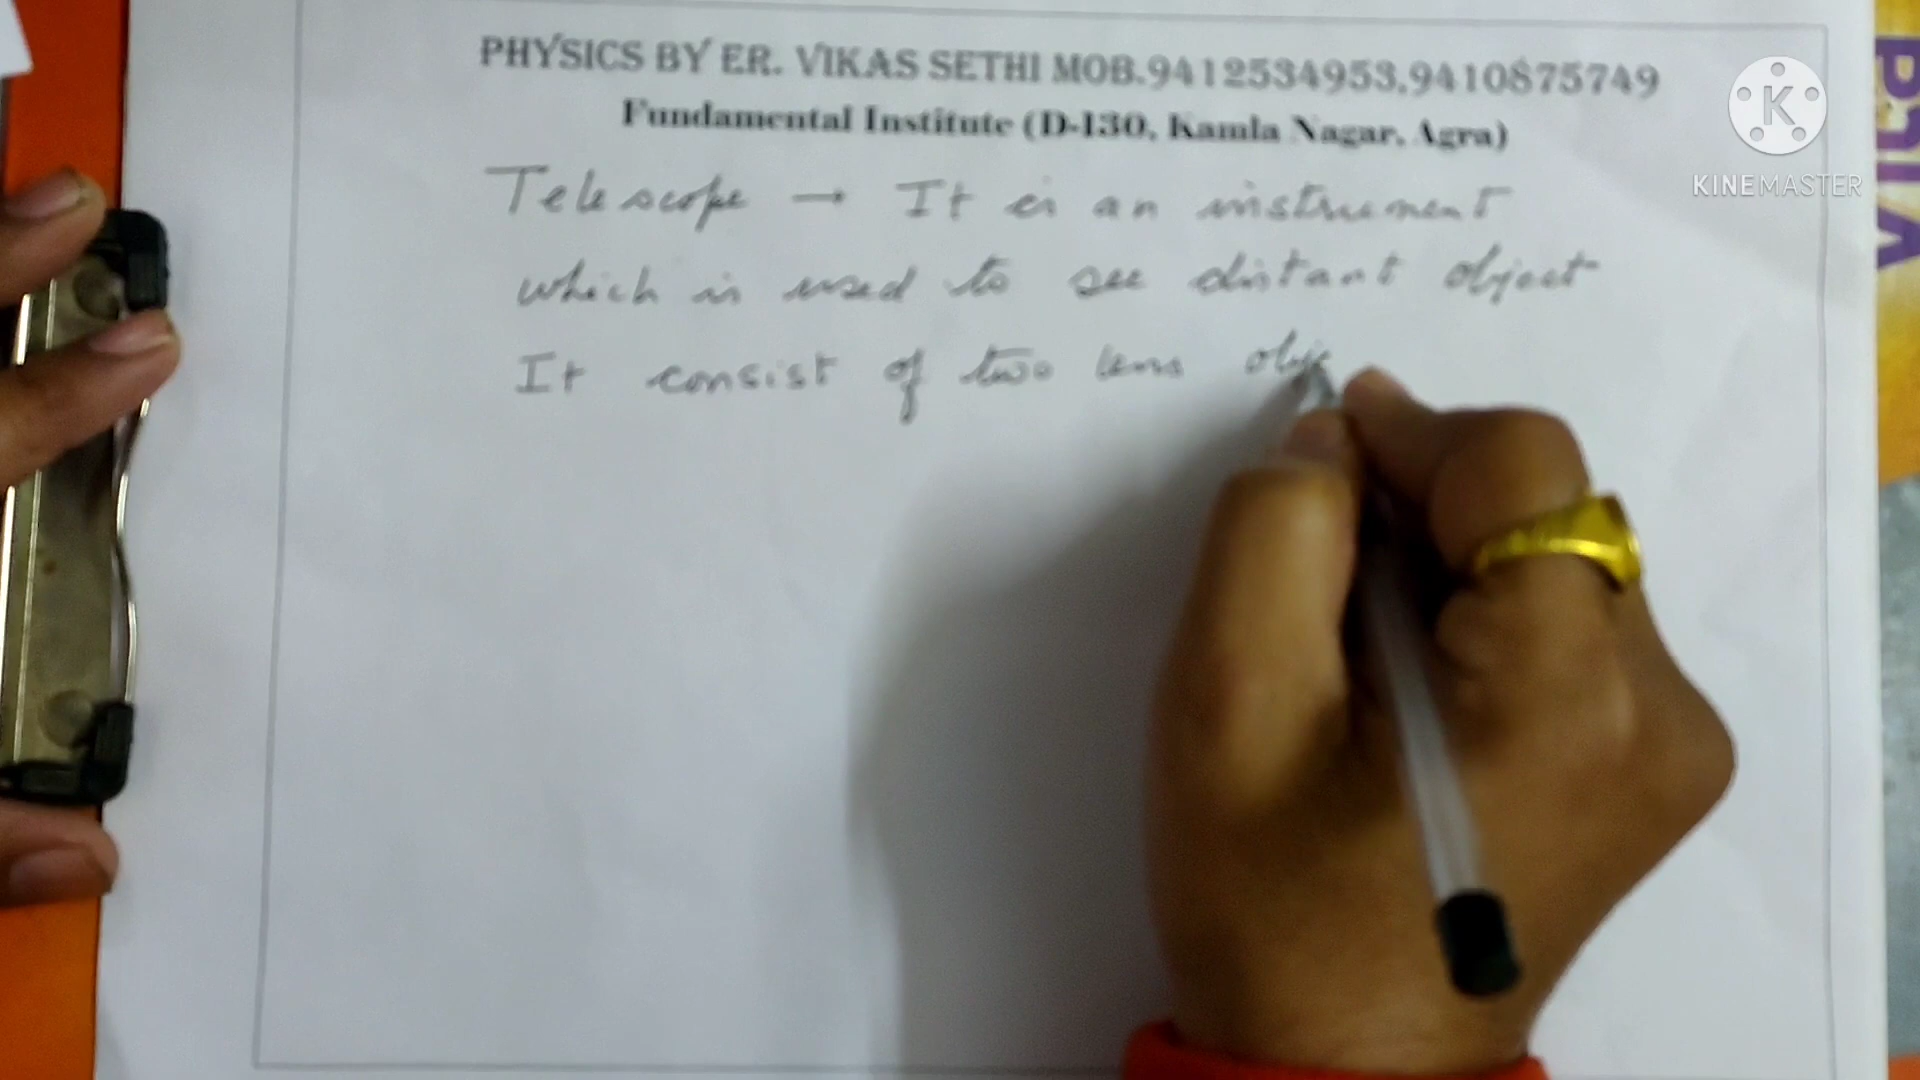 PHYSICS BY ER. VIKAS SETHI MOB.9412534953,9410875749
Fundamental Institute (D-130, Kamla Nagar, Agra)
KINEMASTER
Telescope → It is an instrument
which is used to see distant object
It consist of two lens obje